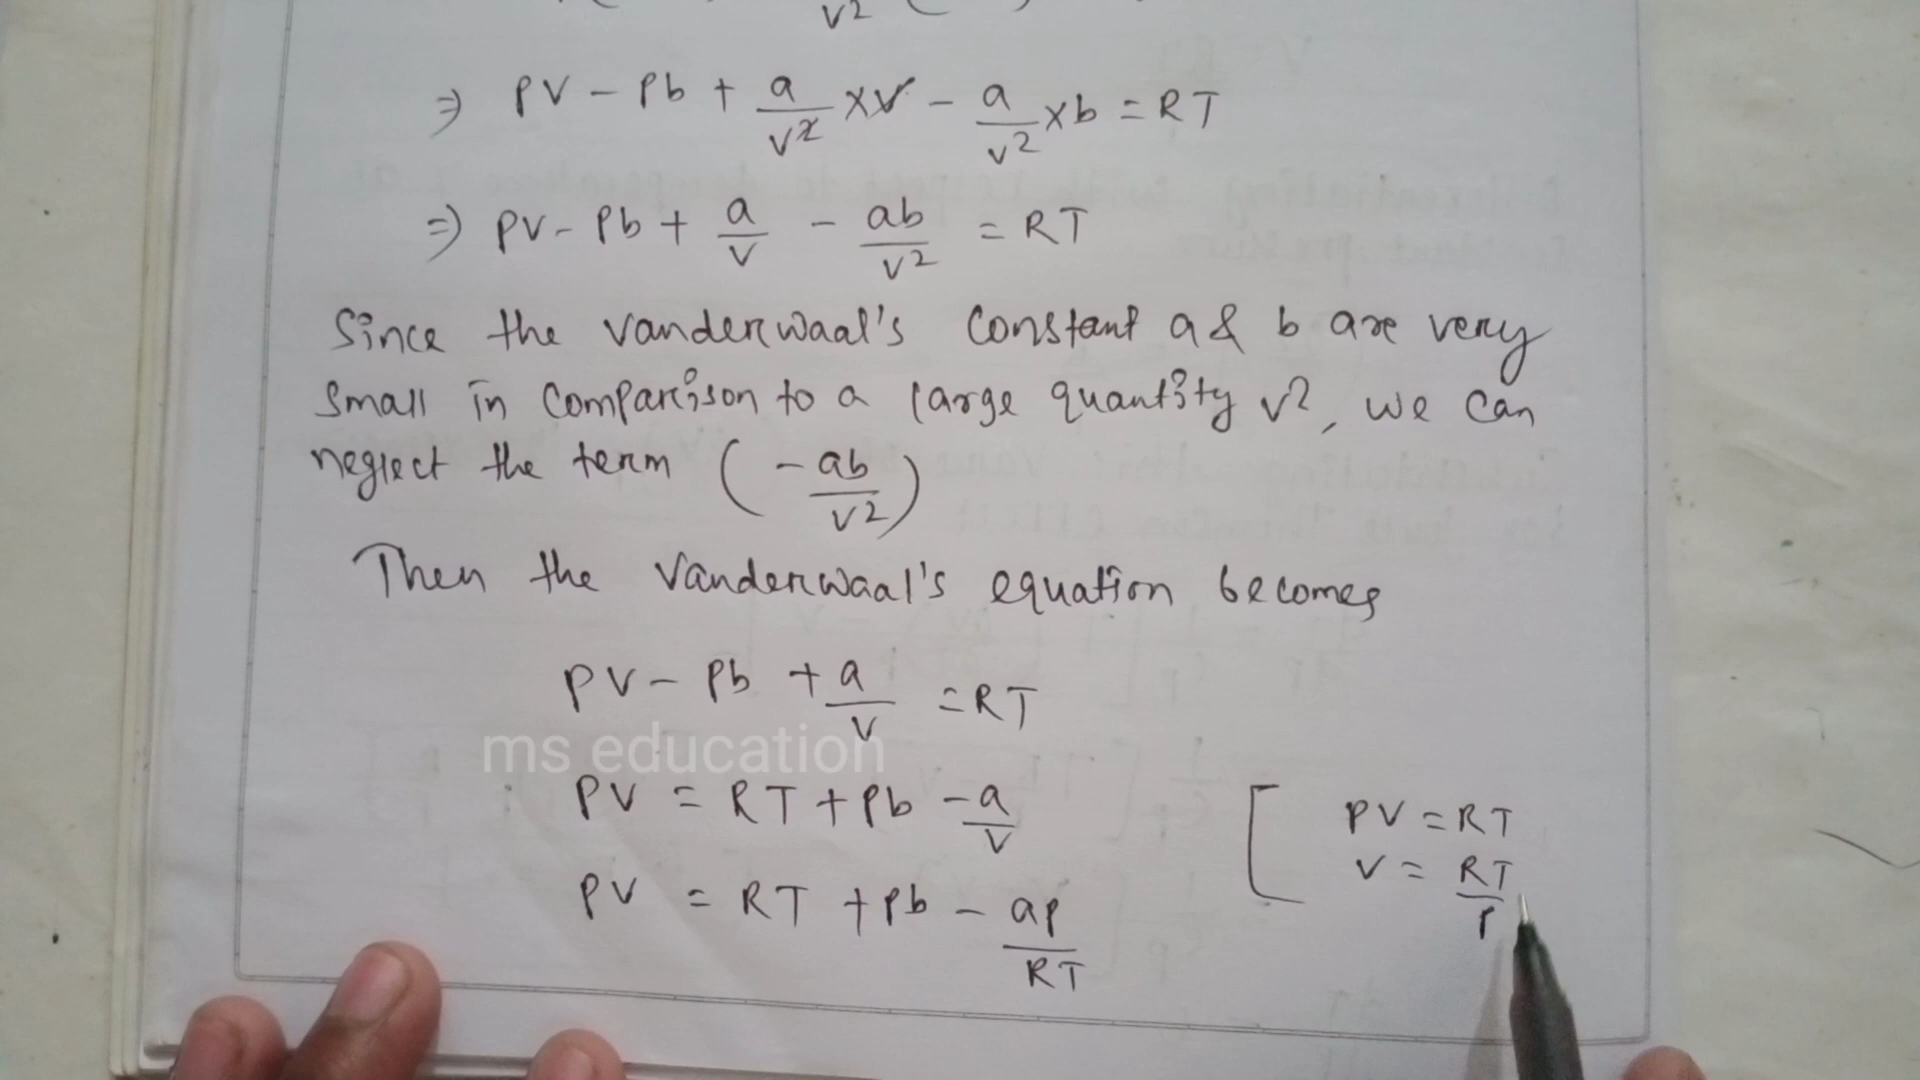 V²
⇒ PV - Pb + a/V² × V - a/V² × b = RT
⇒ PV - Pb + a/V - ab/V² = RT
Since the vanderwaal's constant a & b are very
small in comparison to a large quantity V², we can
neglect the term (-ab/V²)
Then the Vanderwaal's equation becomes
PV - Pb + a/V = RT
ms education
PV = RT + Pb - a/V
PV = RT + Pb - aP/RT
[ PV = RT
V = RT/P